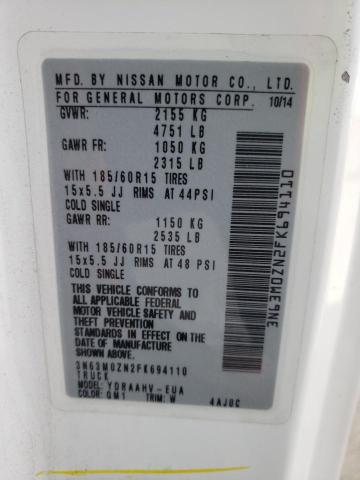 MFD. BY NISSAN MOTOR CO., LTD.
FOR GENERAL MOTORS CORP. 10/14
GVWR: 2155 KG
4751 LB
GAWR FR: 1050 KG
2315 LB
WITH 185/60R15 TIRES
15x5.5 JJ RIMS AT 44PSI
COLD SINGLE
GAWR RR: 1150 KG
2535 LB
WITH 185/60R15 TIRES
15x5.5 JJ RIMS AT 48 PSI
COLD SINGLE
THIS VEHICLE CONFORMS TO
ALL APPLICABLE FEDERAL
MOTOR VEHICLE SAFETY AND
STANDARDS IN EFFECT ON THE
DATE OF MANUFACTURE
SHOWN ABOVE
3N63M0ZN2FK694110
TRUCK
MODEL: YDRAAHV-EUA
COLOR: QM1 TRIM: W 4AJ0C
3N63M0ZN2FK694110